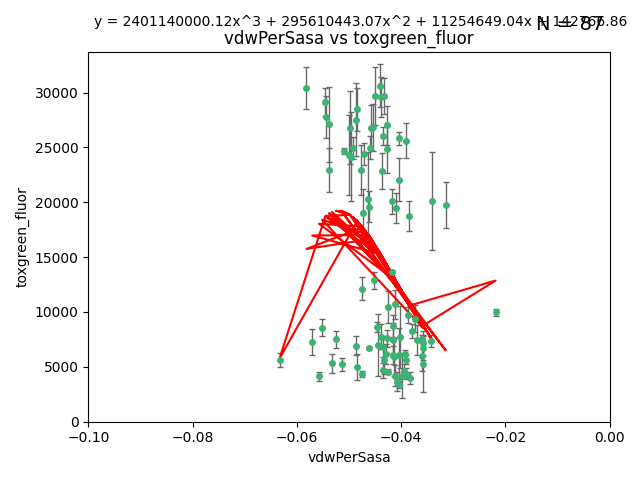 y = 2401140000.12x^3 + 295610443.07x^2 + 11254649.04x + 142766.86
N = 87
vdwPerSasa vs toxgreen_fluor
toxgreen_fluor
30000
25000
20000
15000
10000
5000
0
−0.10
−0.08
−0.06
−0.04
−0.02
0.00
vdwPerSasa